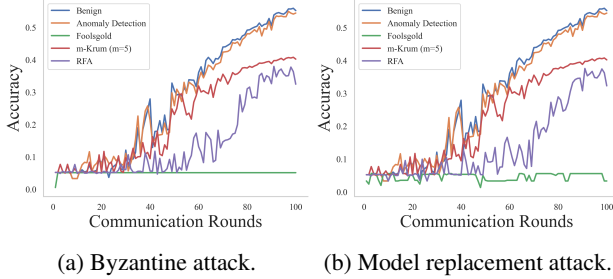 Benign
Anomaly Detection
Foolsgold
m-Krum (m=5)
RFA
Accuracy
0.5
0.4
0.3
0.2
0.1
0.0
0 20 40 60 80 100
Communication Rounds
(a) Byzantine attack.
Benign
Anomaly Detection
Foolsgold
m-Krum (m=5)
RFA
Accuracy
0.5
0.4
0.3
0.2
0.1
0.0
0 20 40 60 80 100
Communication Rounds
(b) Model replacement attack.